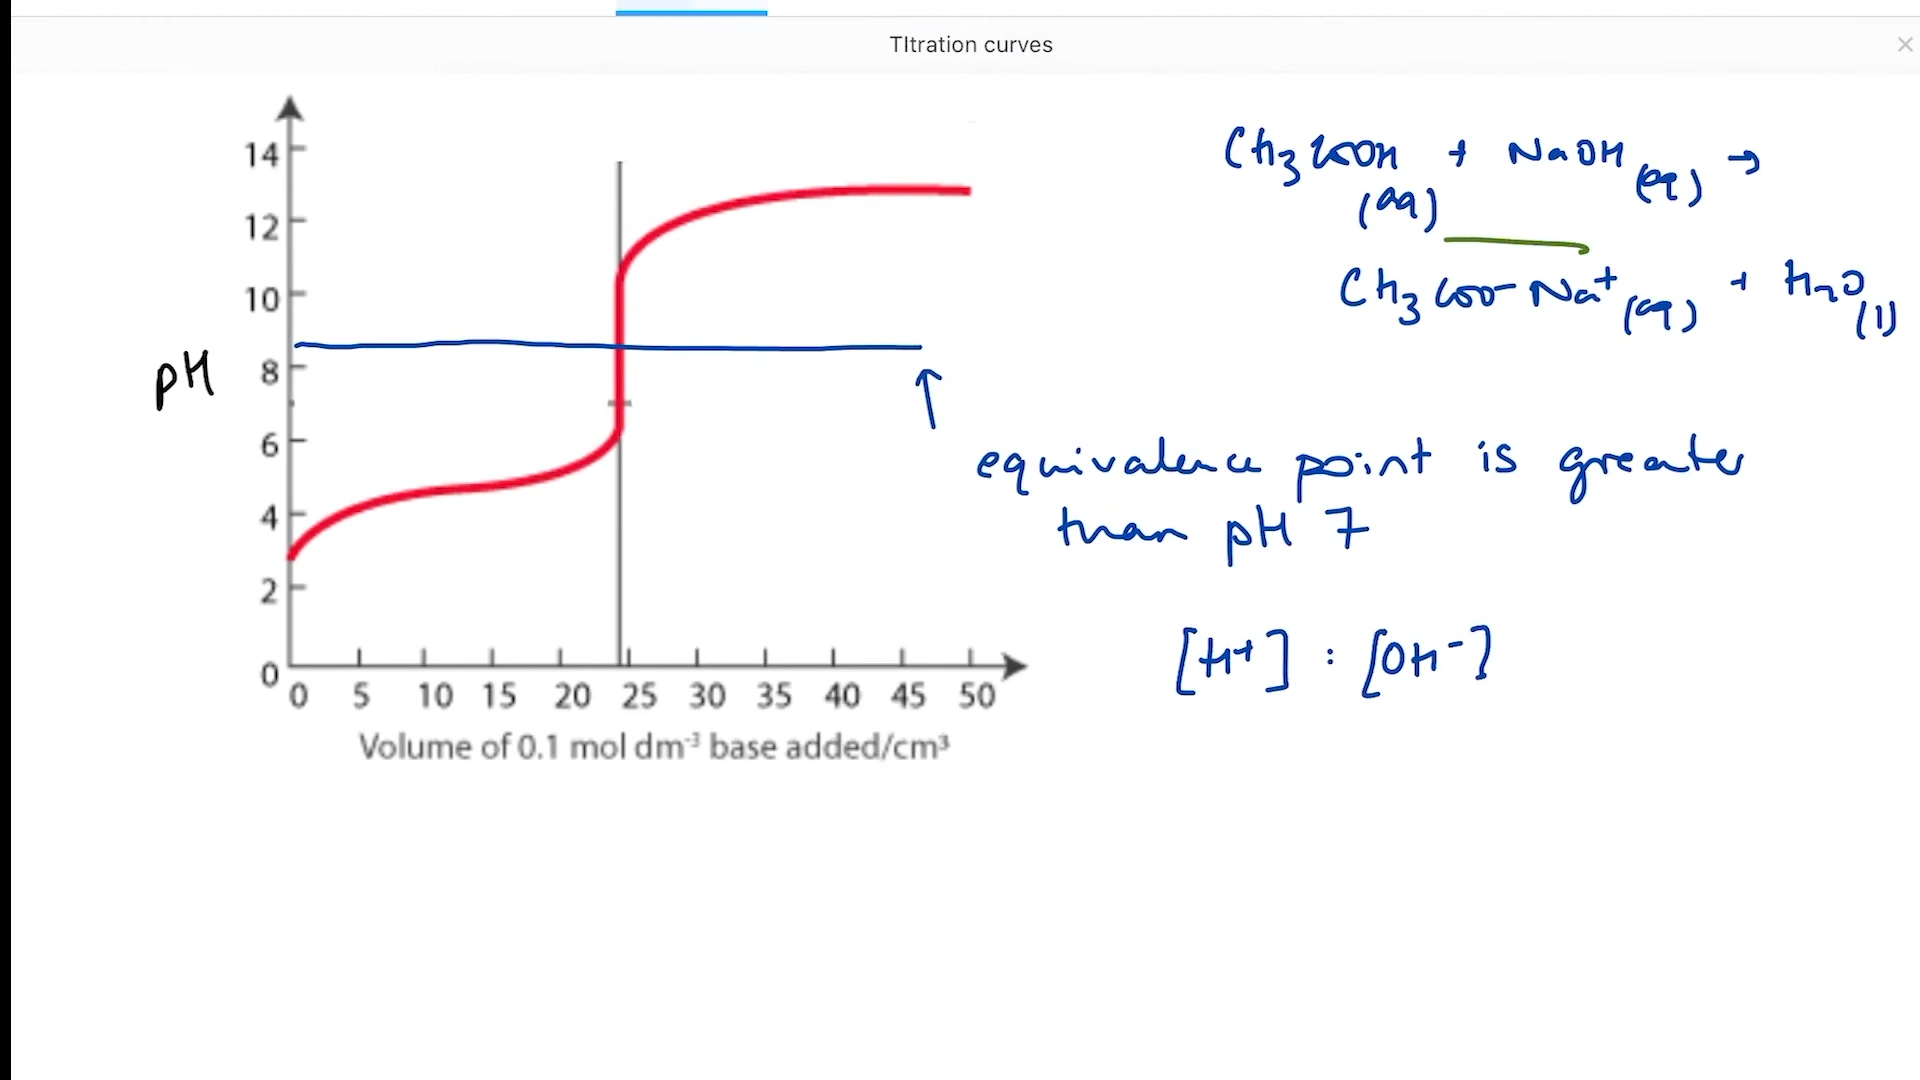 TItration curves
14
12
10
8
6
4
2
0
pH
0 5 10 15 20 25 30 35 40 45 50
Volume of 0.1 mol dm⁻³ base added/cm³
CH₃COOH (aq) + NaOH (aq) →
CH₃COO⁻Na⁺ (aq) + H₂O (l)
equivalence point is greater
than pH 7
[H⁺] : [OH⁻]